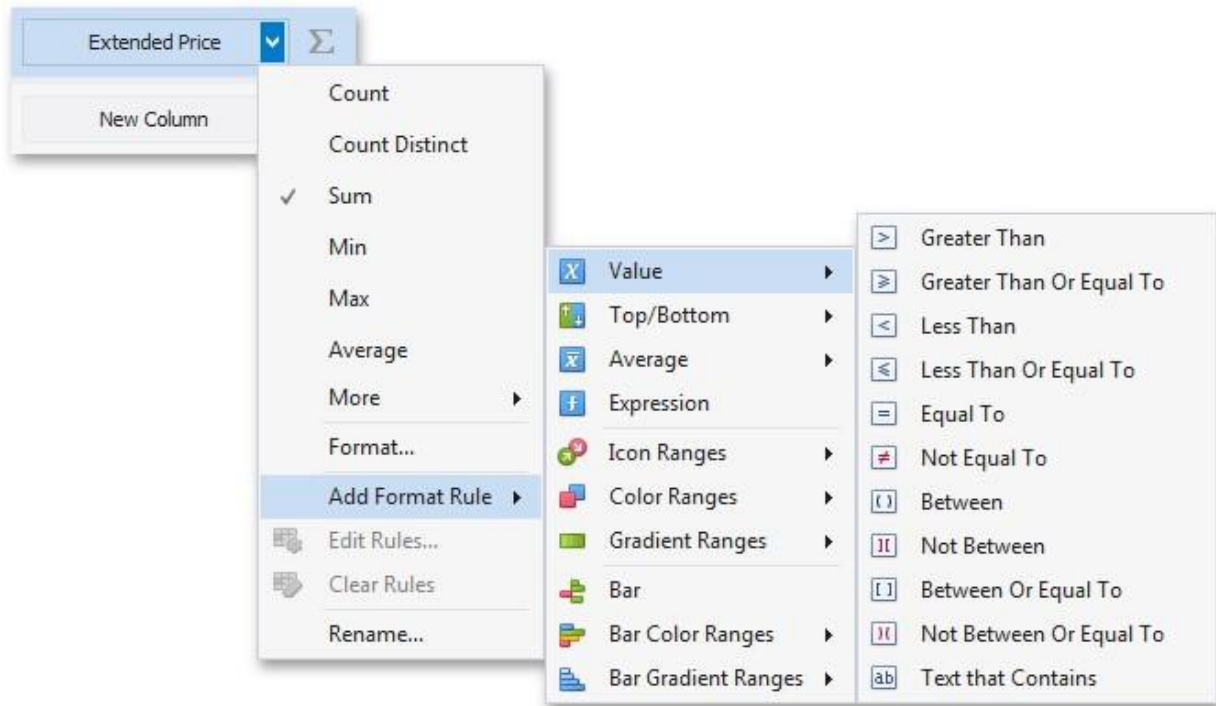 Extended Price
Σ
New Column
Count
Count Distinct
Sum
Min
Max
Average
More
Format...
Add Format Rule
Edit Rules...
Clear Rules
Rename...
Value
Top/Bottom
Average
Expression
Icon Ranges
Color Ranges
Gradient Ranges
Bar
Bar Color Ranges
Bar Gradient Ranges
> Greater Than
⩾ Greater Than Or Equal To
< Less Than
⩽ Less Than Or Equal To
= Equal To
≠ Not Equal To
( ) Between
][ Not Between
[ ] Between Or Equal To
)( Not Between Or Equal To
ab Text that Contains